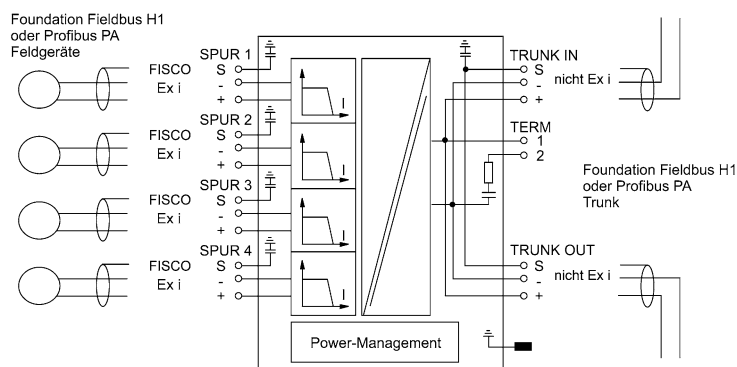 Foundation Fieldbus H1
oder Profibus PA
Feldgeräte
SPUR 1
FISCO
Ex i
S
-
+
SPUR 2
FISCO
Ex i
S
-
+
SPUR 3
FISCO
Ex i
S
-
+
SPUR 4
FISCO
Ex i
S
-
+
I
I
I
I
Power-Management
TRUNK IN
S
-
+
nicht Ex i
TERM
1
2
Foundation Fieldbus H1
oder Profibus PA
Trunk
TRUNK OUT
S
-
+
nicht Ex i